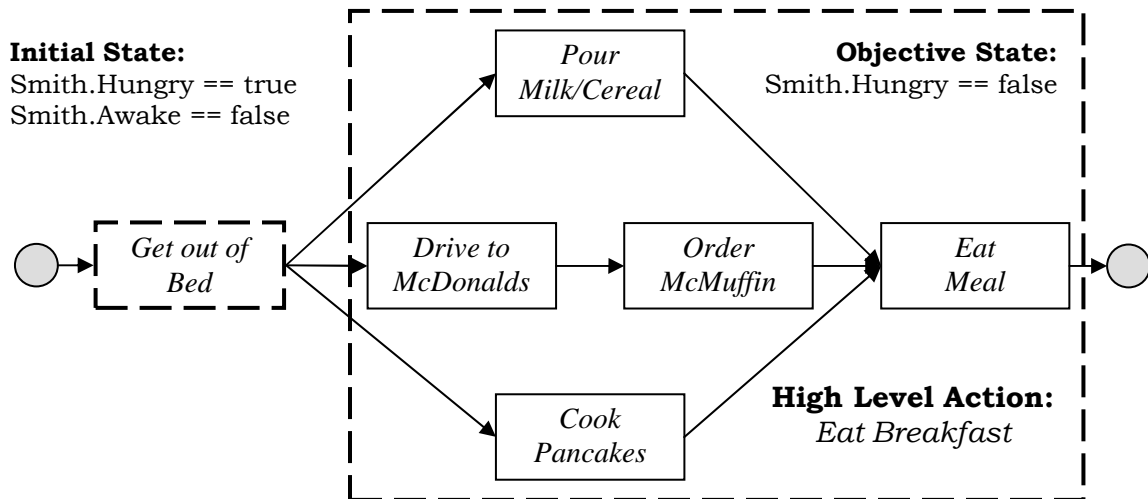 Initial State:
Smith.Hungry == true
Smith.Awake == false
Pour
Milk/Cereal
Objective State:
Smith.Hungry == false
Get out of
Bed
Drive to
McDonalds
Order
McMuffin
Eat
Meal
Cook
Pancakes
High Level Action:
Eat Breakfast